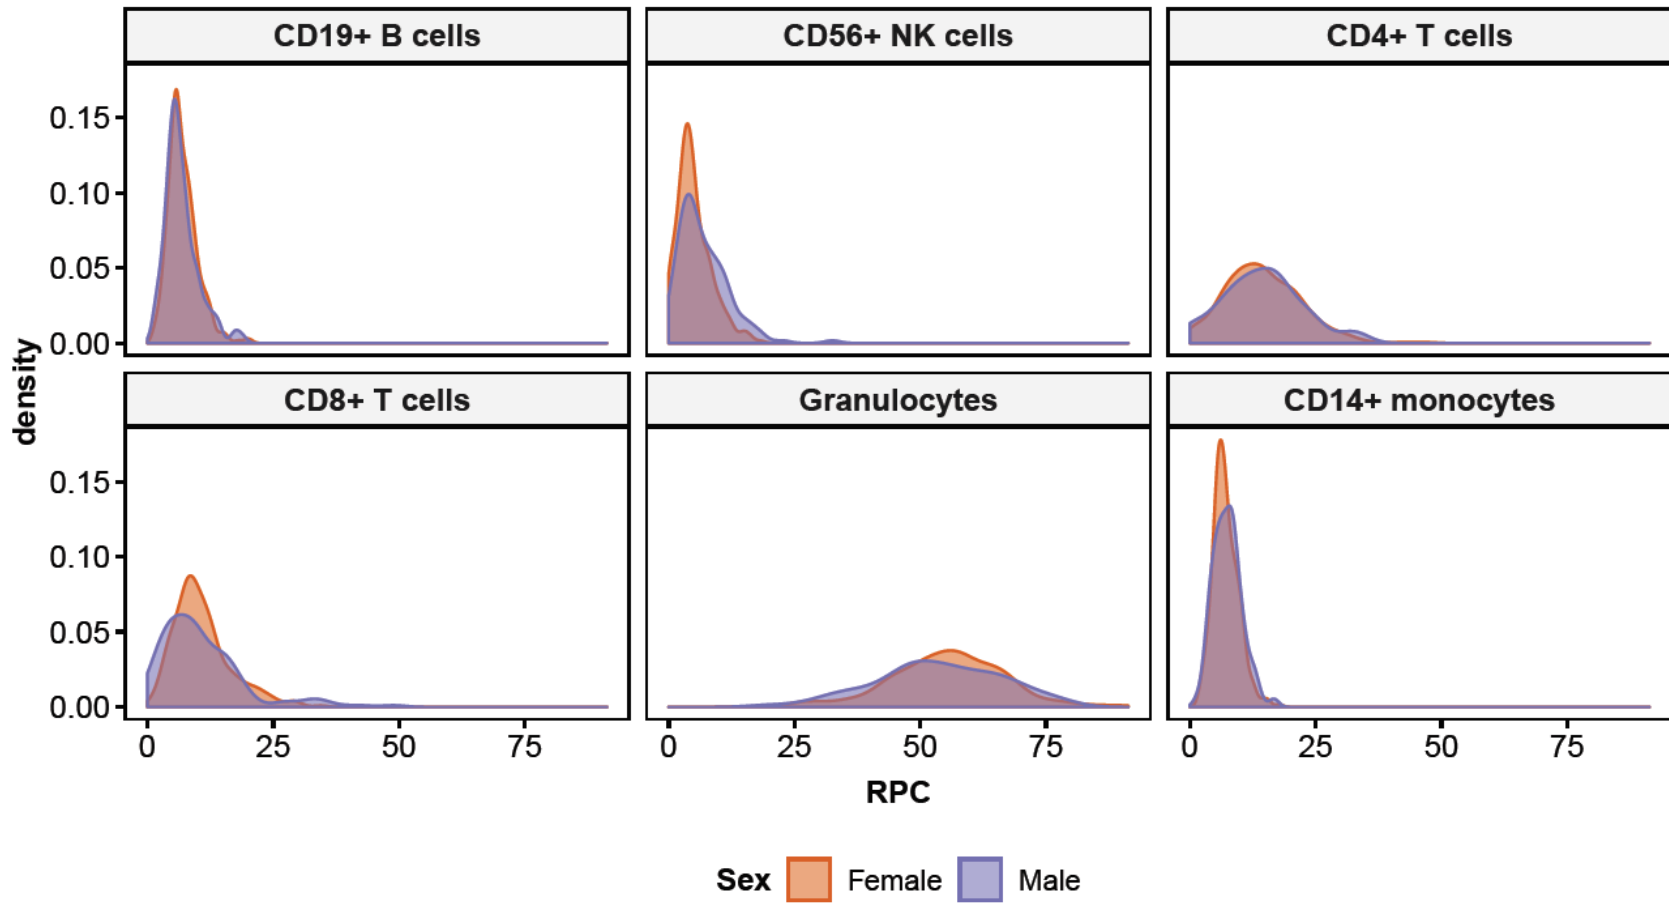 CD19+ B cells
CD56+ NK cells
CD4+ T cells
0.15
0.10
0.05
0.00
CD8+ T cells
Granulocytes
CD14+ monocytes
density
0.15
0.10
0.05
0.00
0 25 50 75
0 25 50 75
0 25 50 75
RPC
Sex Female Male